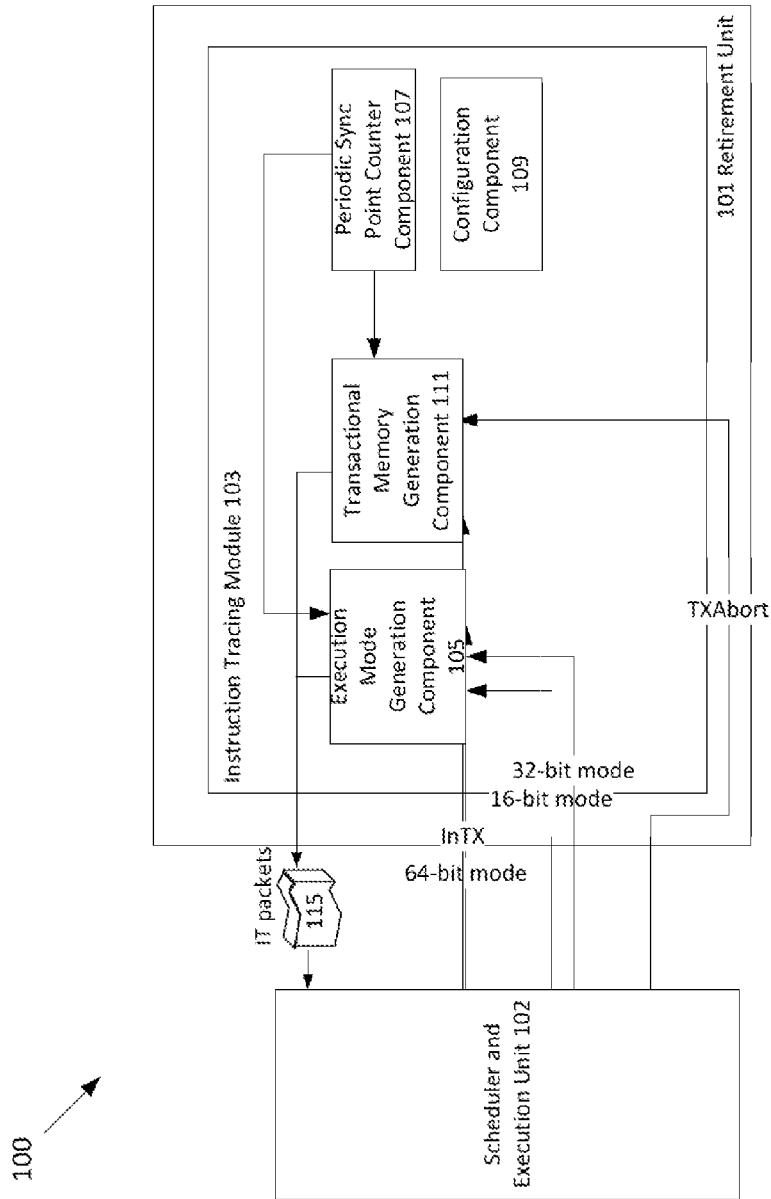 100
Scheduler and
Execution Unit 102
IT packets
115
64-bit mode
InTX
16-bit mode
32-bit mode
TXAbort
Instruction Tracing Module 103
Execution
Mode
Generation
Component
105
Transactional
Memory
Generation
Component 111
Periodic Sync
Point Counter
Component 107
Configuration
Component
109
101 Retirement Unit